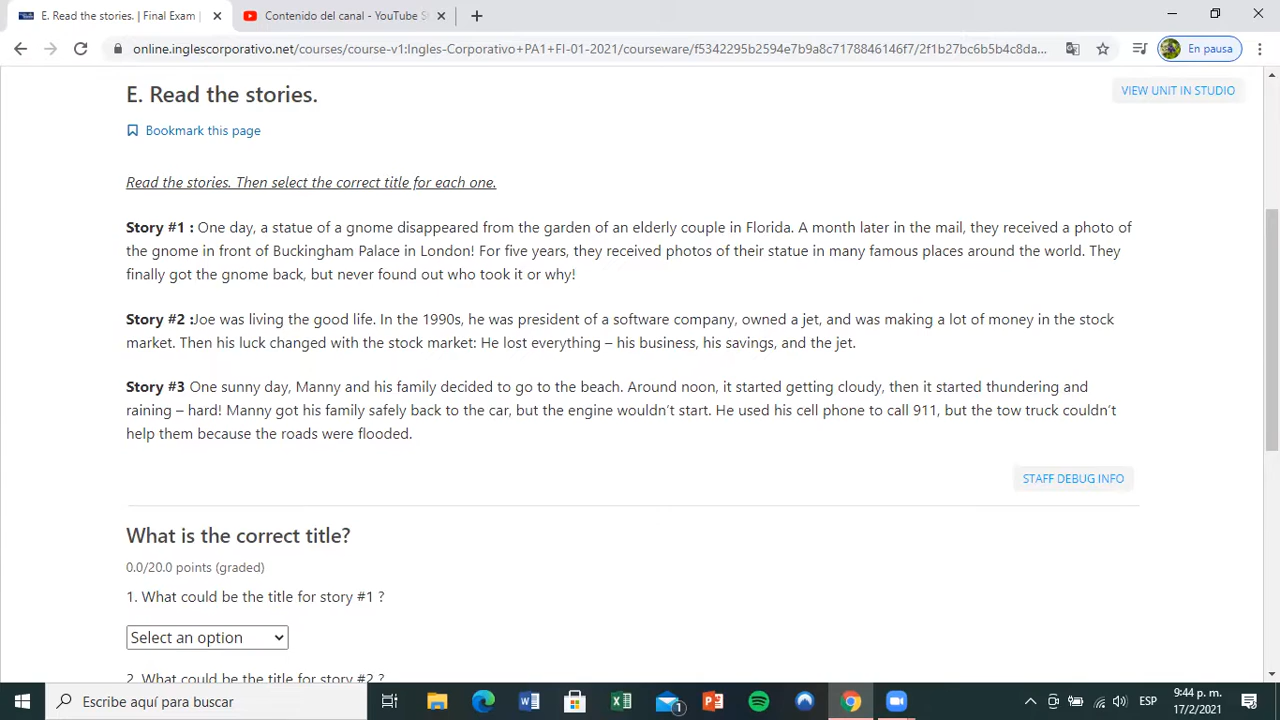 E. Read the stories. | Final Exam
Contenido del canal - YouTube S
online.inglescorporativo.net/courses/course-v1:Ingles-Corporativo+PA1+FI-01-2021/courseware/f5342295b2594e7b9a8c7178846146f7/2f1b27bc6b5b4c8da...
En pausa
E. Read the stories.
VIEW UNIT IN STUDIO
Bookmark this page
Read the stories. Then select the correct title for each one.
Story #1 : One day, a statue of a gnome disappeared from the garden of an elderly couple in Florida. A month later in the mail, they received a photo of
the gnome in front of Buckingham Palace in London! For five years, they received photos of their statue in many famous places around the world. They
finally got the gnome back, but never found out who took it or why!
Story #2 :Joe was living the good life. In the 1990s, he was president of a software company, owned a jet, and was making a lot of money in the stock
market. Then his luck changed with the stock market: He lost everything – his business, his savings, and the jet.
Story #3 One sunny day, Manny and his family decided to go to the beach. Around noon, it started getting cloudy, then it started thundering and
raining – hard! Manny got his family safely back to the car, but the engine wouldn’t start. He used his cell phone to call 911, but the tow truck couldn’t
help them because the roads were flooded.
STAFF DEBUG INFO
What is the correct title?
0.0/20.0 points (graded)
1. What could be the title for story #1 ?
Select an option
2. What could be the title for story #2 ?
Escribe aquí para buscar
1
ESP
9:44 p. m.
17/2/2021